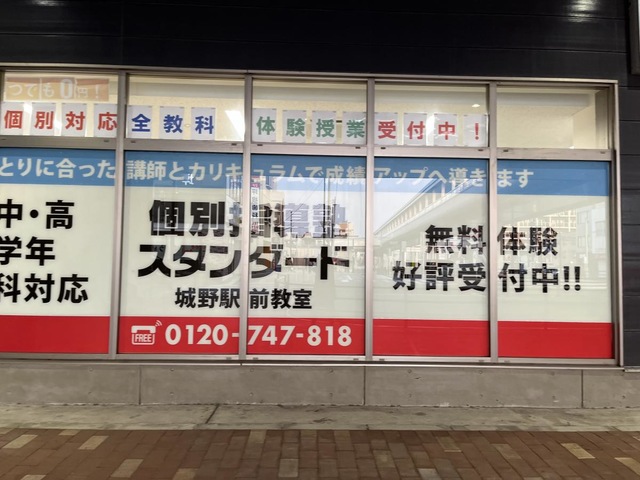 つでも0円!
個別対応 全教科 体験授業 受付中!
とりに合った 講師とカリキュラムで成績アップへ導きます
中・高
学年
科対応
個別指導塾
スタンダード
城野駅前教室
FREE 0120-747-818
無料体験
好評受付中!!